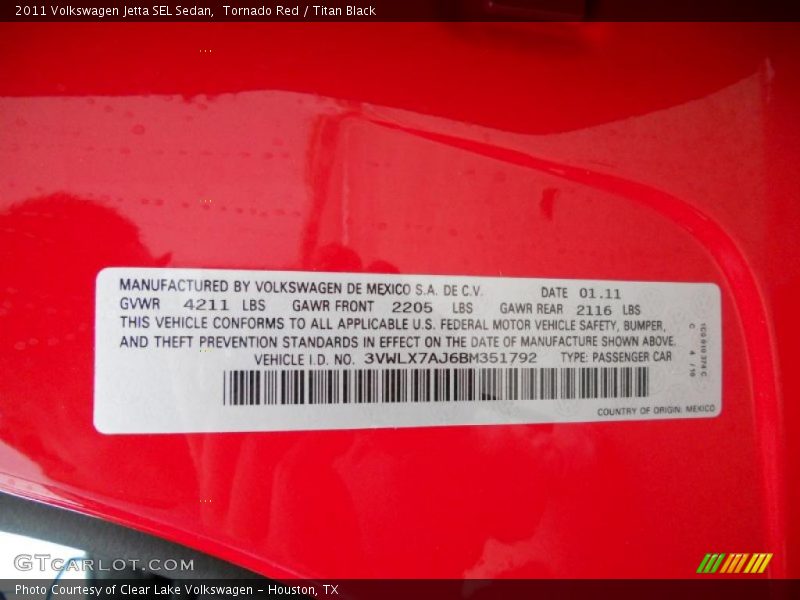 2011 Volkswagen Jetta SEL Sedan, Tornado Red / Titan Black
MANUFACTURED BY VOLKSWAGEN DE MEXICO S.A. DE C.V. DATE 01.11
GVWR 4211 LBS GAWR FRONT 2205 LBS GAWR REAR 2116 LBS
THIS VEHICLE CONFORMS TO ALL APPLICABLE U.S. FEDERAL MOTOR VEHICLE SAFETY, BUMPER,
AND THEFT PREVENTION STANDARDS IN EFFECT ON THE DATE OF MANUFACTURE SHOWN ABOVE.
VEHICLE I.D. NO. 3VWLX7AJ6BM351792 TYPE: PASSENGER CAR
COUNTRY OF ORIGIN: MEXICO
C 4 / 10
GTCARLOT.COM
Photo Courtesy of Clear Lake Volkswagen - Houston, TX